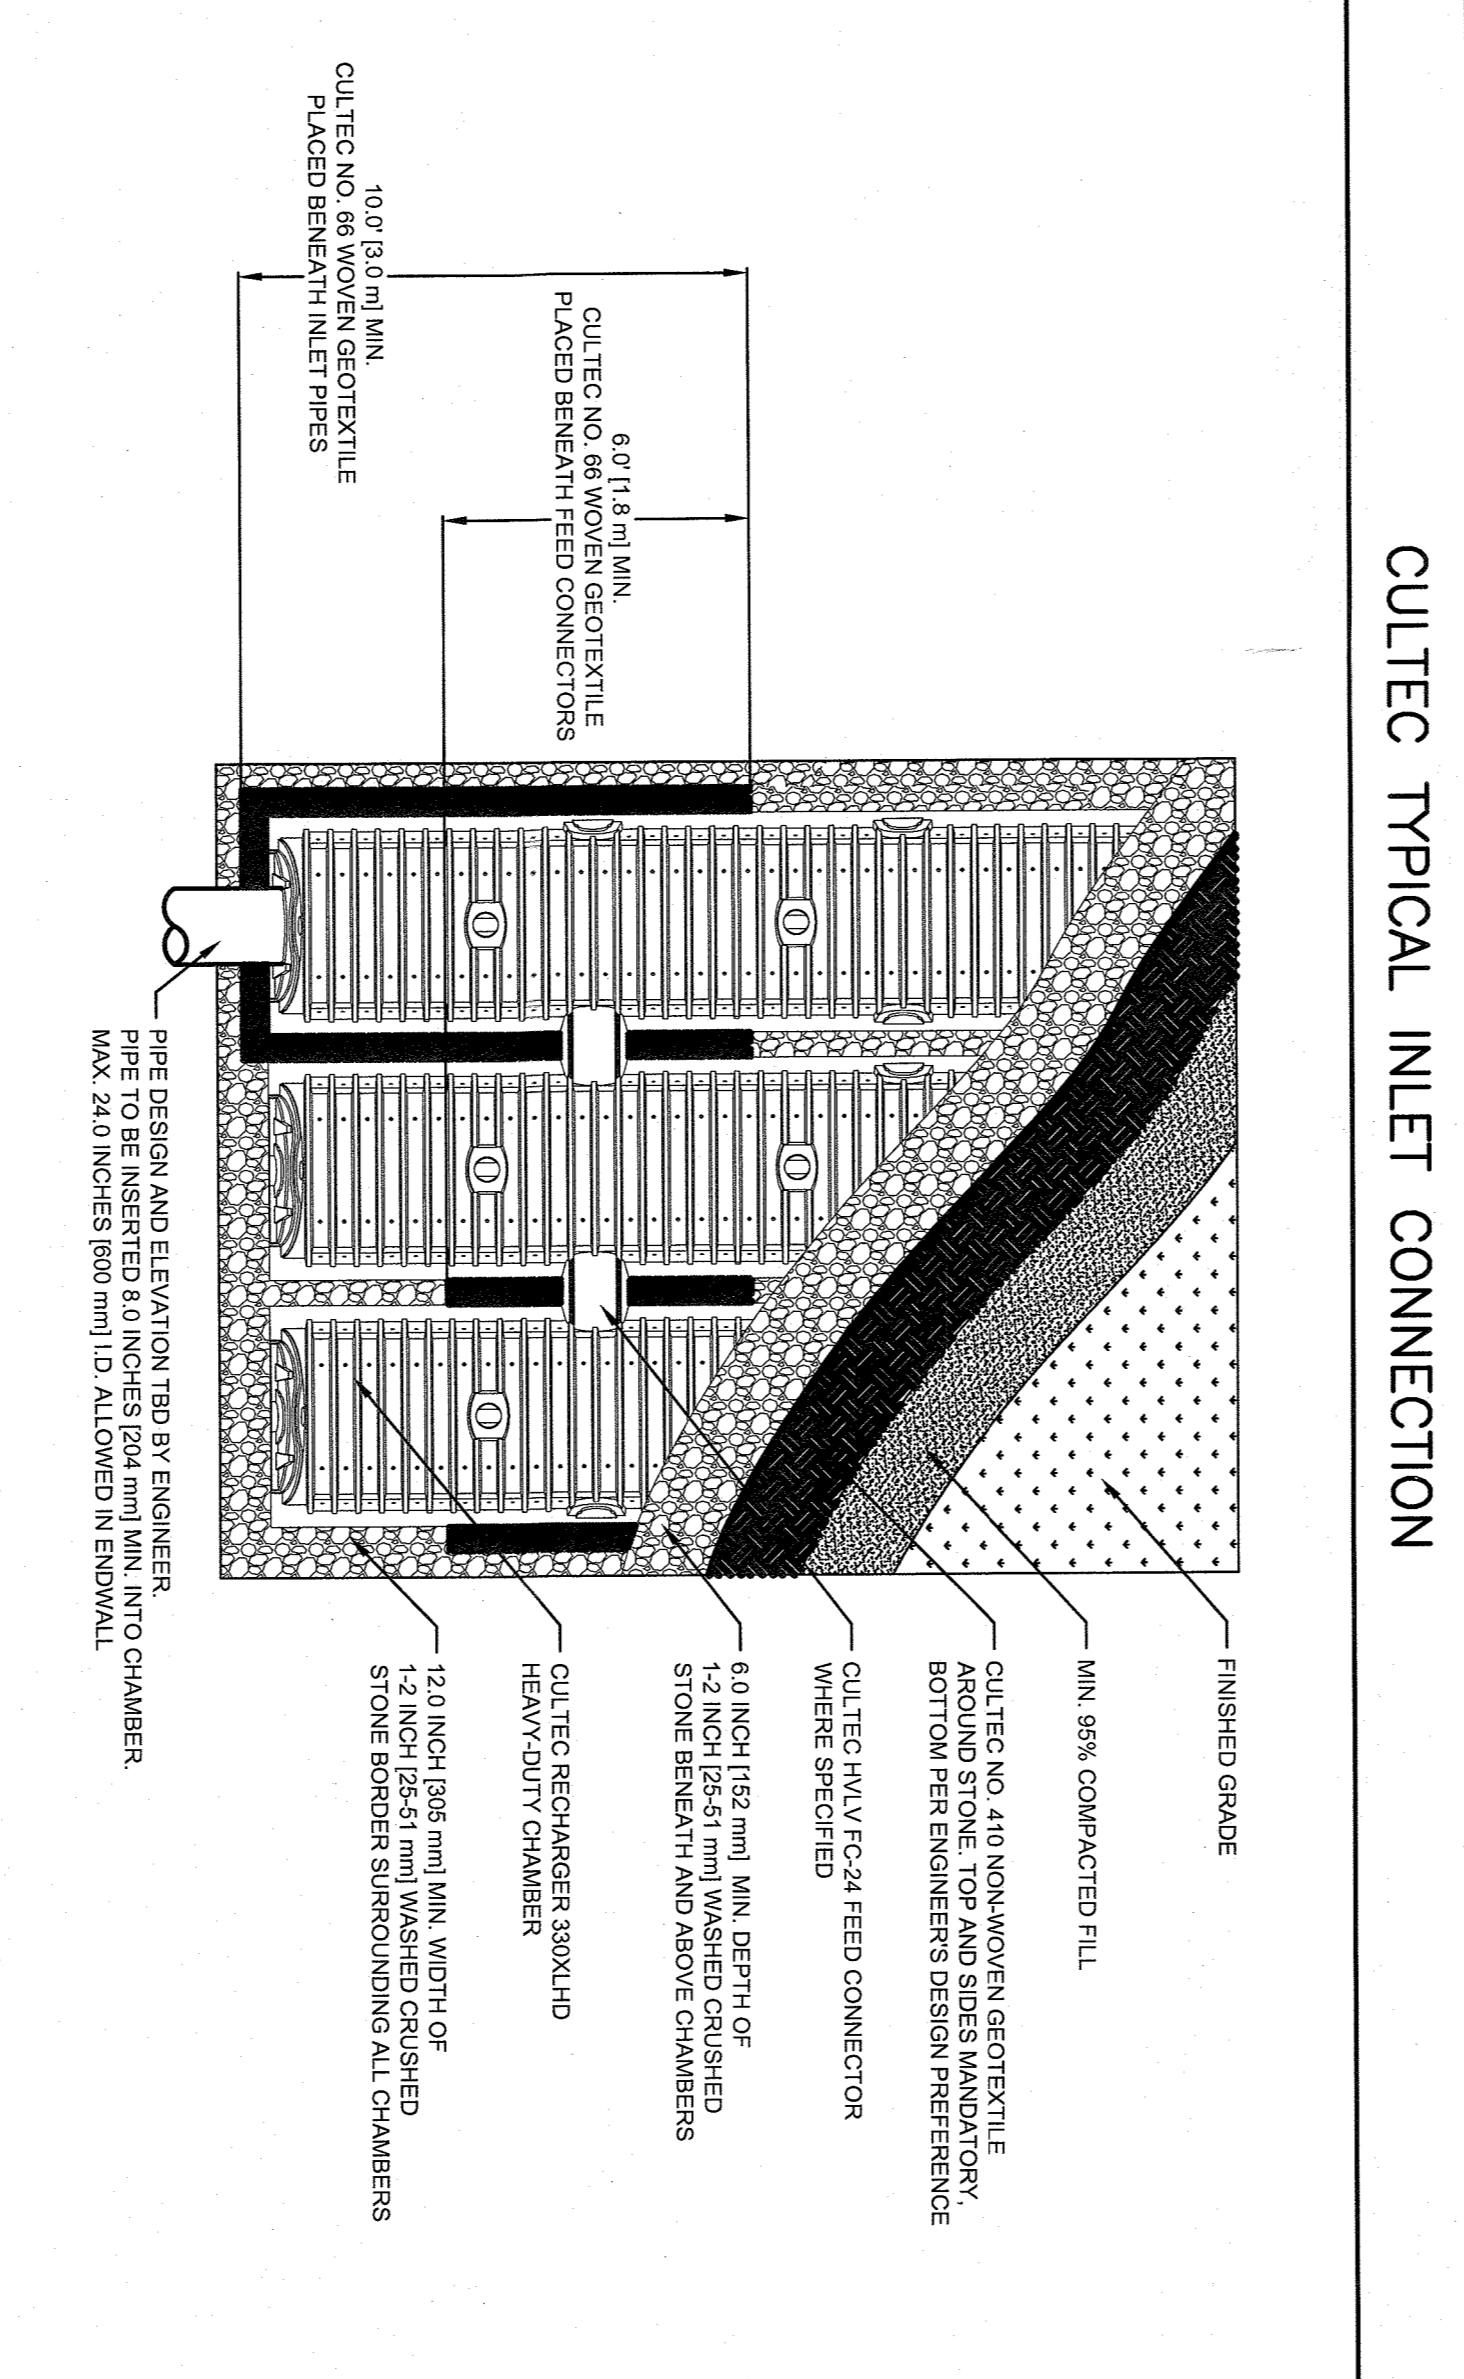 CULTEC TYPICAL INLET CONNECTION
10.0' [3.0 m] MIN.
CULTEC NO. 66 WOVEN GEOTEXTILE
PLACED BENEATH INLET PIPES
6.0' [1.8 m] MIN.
CULTEC NO. 66 WOVEN GEOTEXTILE
PLACED BENEATH FEED CONNECTORS
FINISHED GRADE
MIN. 95% COMPACTED FILL
CULTEC NO. 410 NON-WOVEN GEOTEXTILE
AROUND STONE. TOP AND SIDES MANDATORY,
BOTTOM PER ENGINEER'S DESIGN PREFERENCE
CULTEC HVLV FC-24 FEED CONNECTOR
WHERE SPECIFIED
6.0 INCH [152 mm] MIN. DEPTH OF
1-2 INCH [25-51 mm] WASHED CRUSHED
STONE BENEATH AND ABOVE CHAMBERS
CULTEC RECHARGER 330XLHD
HEAVY-DUTY CHAMBER
12.0 INCH [305 mm] MIN. WIDTH OF
1-2 INCH [25-51 mm] WASHED CRUSHED
STONE BORDER SURROUNDING ALL CHAMBERS
PIPE DESIGN AND ELEVATION TBD BY ENGINEER.
PIPE TO BE INSERTED 8.0 INCHES [204 mm] MIN. INTO CHAMBER.
MAX. 24.0 INCHES [600 mm] I.D. ALLOWED IN ENDWALL